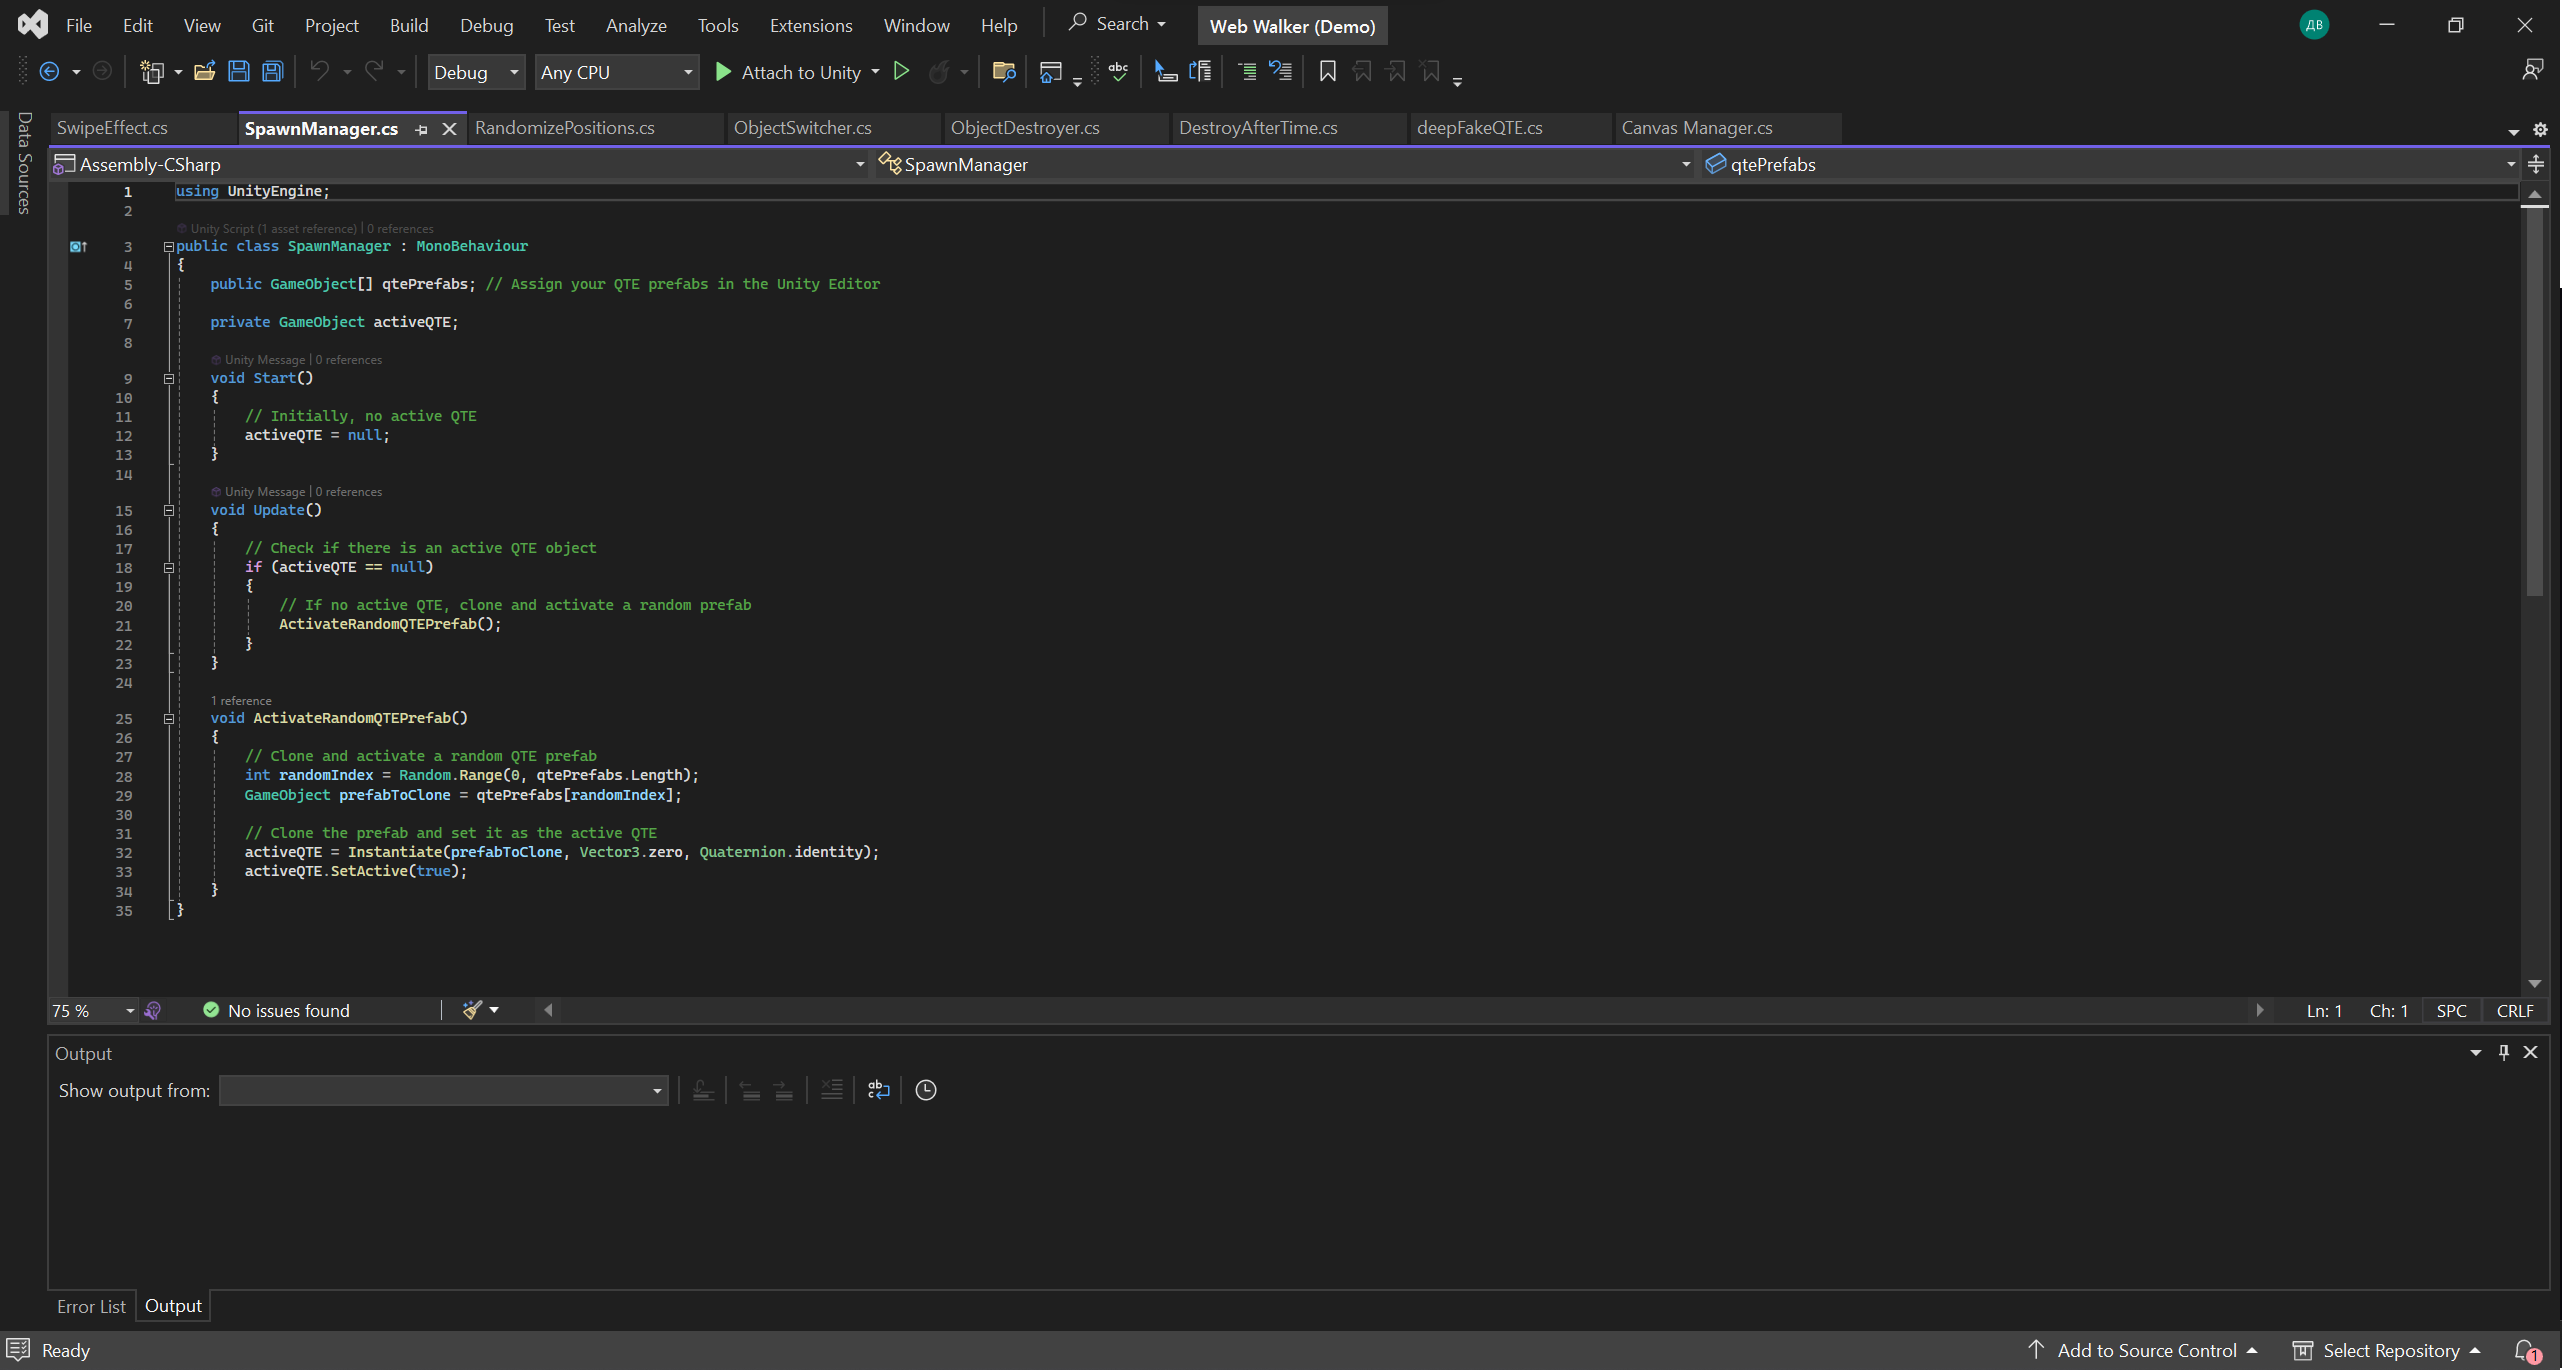 File Edit View Git Project Build Debug Test Analyze Tools Extensions Window Help Search Web Walker (Demo) ДВ
Debug Any CPU Attach to Unity
Data Sources
SwipeEffect.cs SpawnManager.cs RandomizePositions.cs ObjectSwitcher.cs ObjectDestroyer.cs DestroyAfterTime.cs deepFakeQTE.cs Canvas Manager.cs
Assembly-CSharp SpawnManager qtePrefabs
1 using UnityEngine;
2
Unity Script (1 asset reference) | 0 references
3 public class SpawnManager : MonoBehaviour
4 {
5 public GameObject[] qtePrefabs; // Assign your QTE prefabs in the Unity Editor
6
7 private GameObject activeQTE;
8
Unity Message | 0 references
9 void Start()
10 {
11 // Initially, no active QTE
12 activeQTE = null;
13 }
14
Unity Message | 0 references
15 void Update()
16 {
17 // Check if there is an active QTE object
18 if (activeQTE == null)
19 {
20 // If no active QTE, clone and activate a random prefab
21 ActivateRandomQTEPrefab();
22 }
23 }
24
1 reference
25 void ActivateRandomQTEPrefab()
26 {
27 // Clone and activate a random QTE prefab
28 int randomIndex = Random.Range(0, qtePrefabs.Length);
29 GameObject prefabToClone = qtePrefabs[randomIndex];
30
31 // Clone the prefab and set it as the active QTE
32 activeQTE = Instantiate(prefabToClone, Vector3.zero, Quaternion.identity);
33 activeQTE.SetActive(true);
34 }
35 }
75 % No issues found Ln: 1 Ch: 1 SPC CRLF
Output
Show output from:
Error List Output
Ready Add to Source Control Select Repository 1